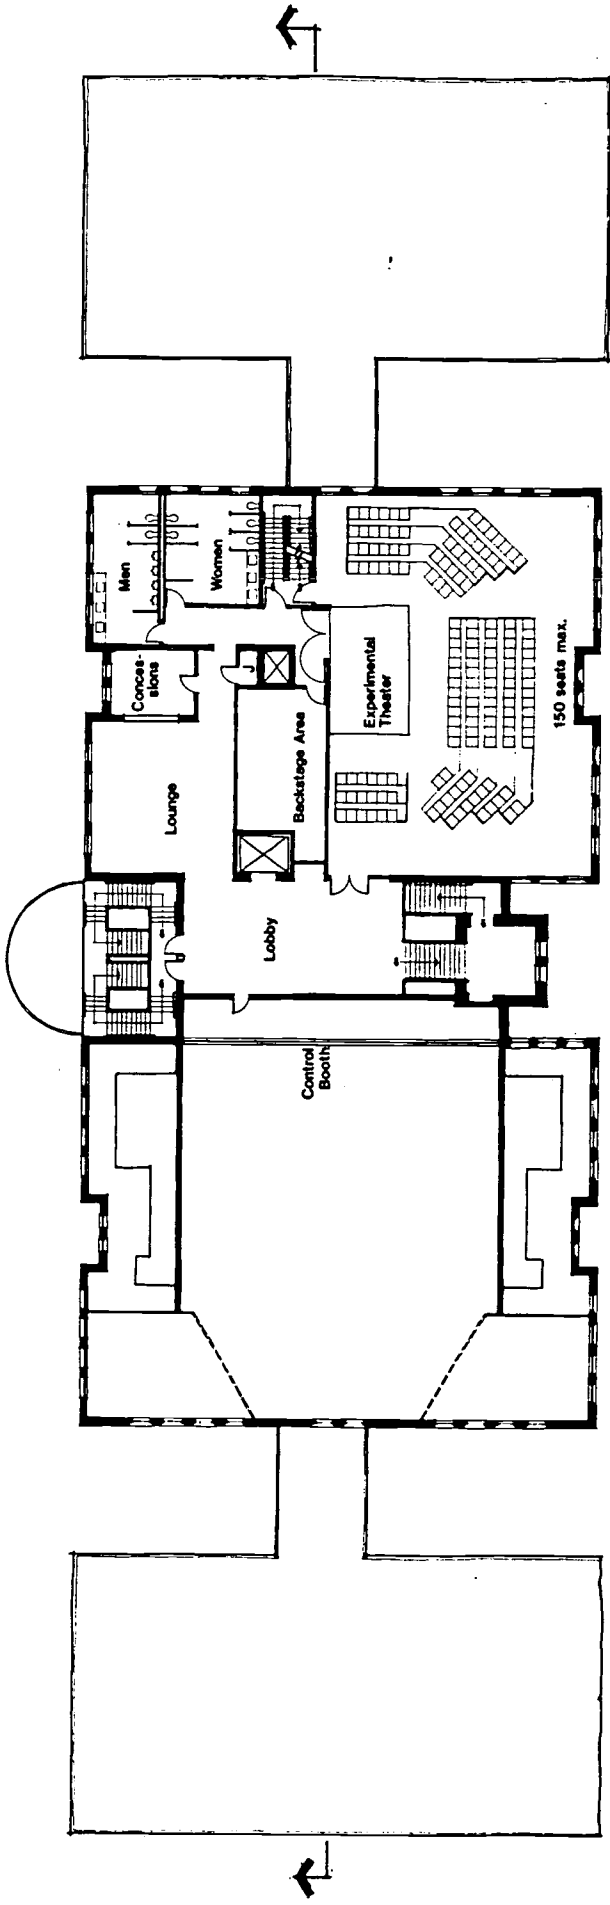 Men
Women
Conces-
sions
Lounge
Backstage Area
Experimental
Theater
150 seats max.
Lobby
Control
Booth